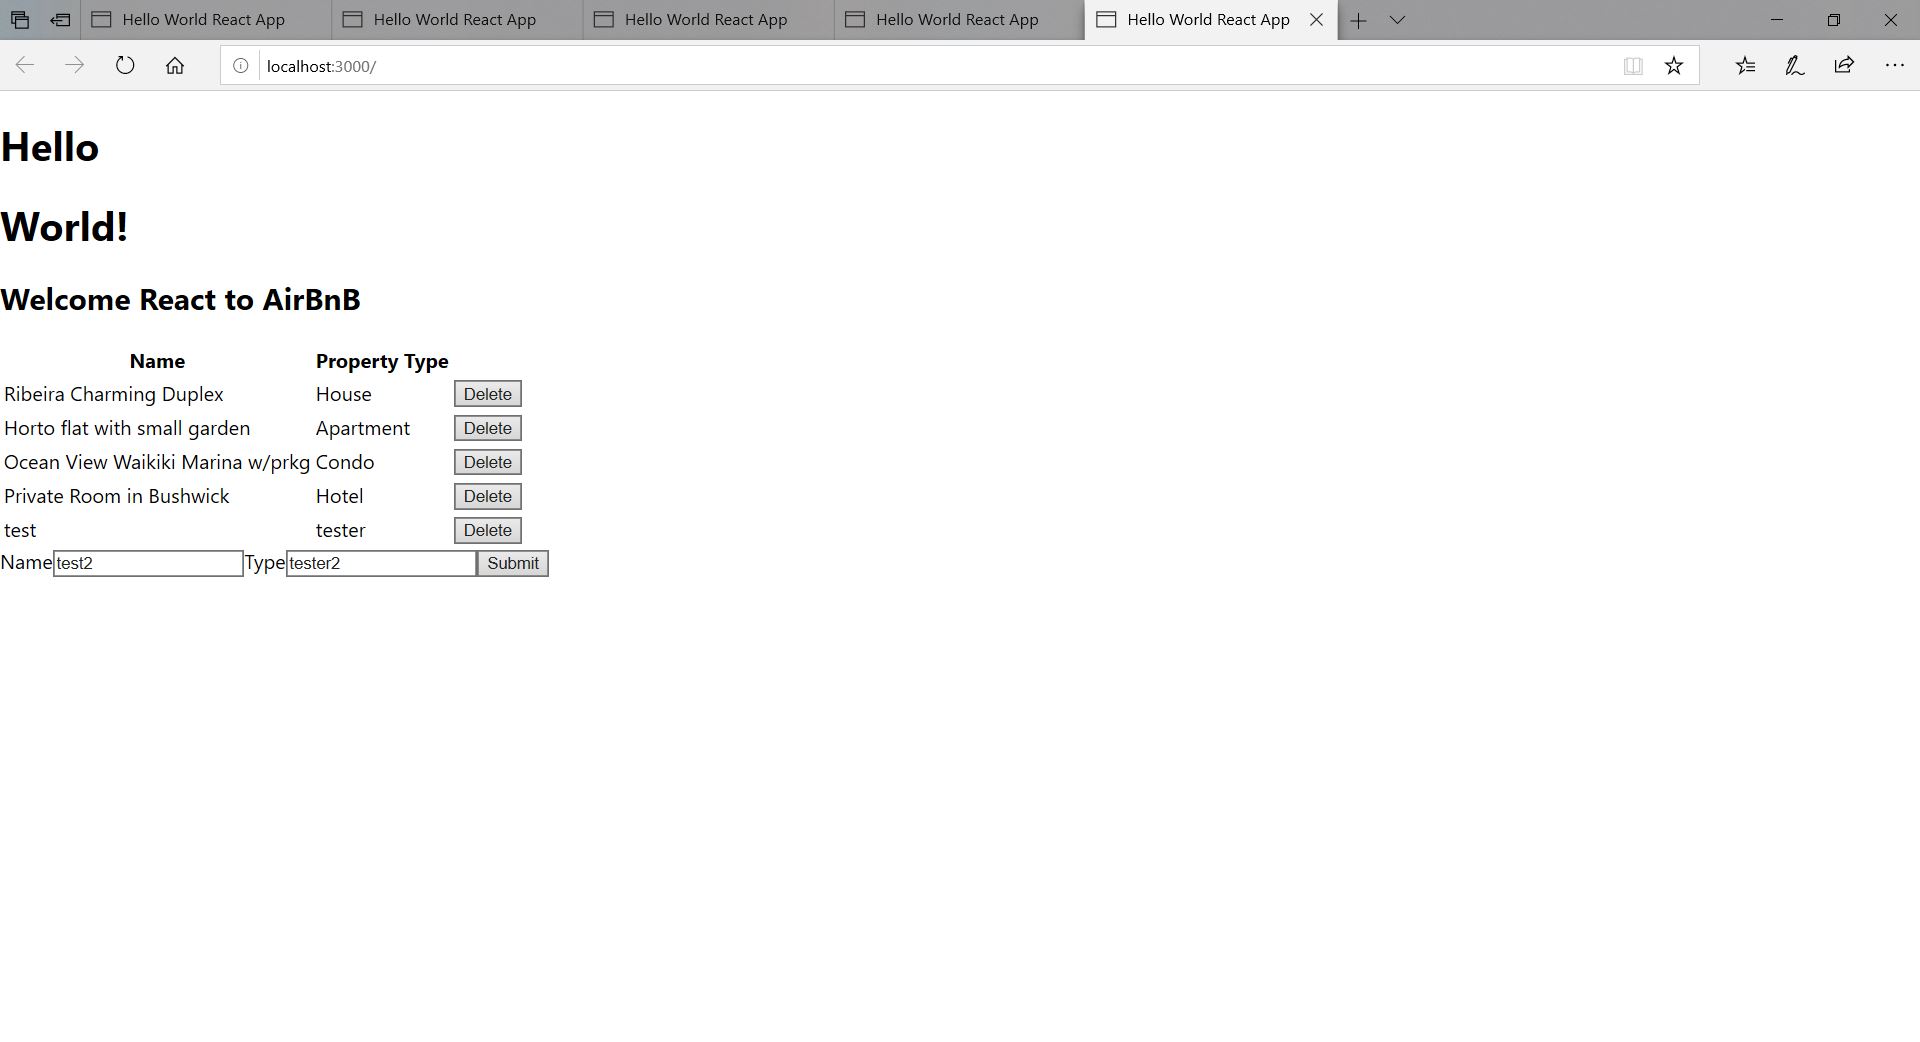 Hello World React App Hello World React App Hello World React App Hello World React App Hello World React App
localhost:3000/
Hello
World!
Welcome React to AirBnB
Name Property Type
Ribeira Charming Duplex House Delete
Horto flat with small garden Apartment Delete
Ocean View Waikiki Marina w/prkg Condo Delete
Private Room in Bushwick Hotel Delete
test tester Delete
Name test2 Type tester2 Submit